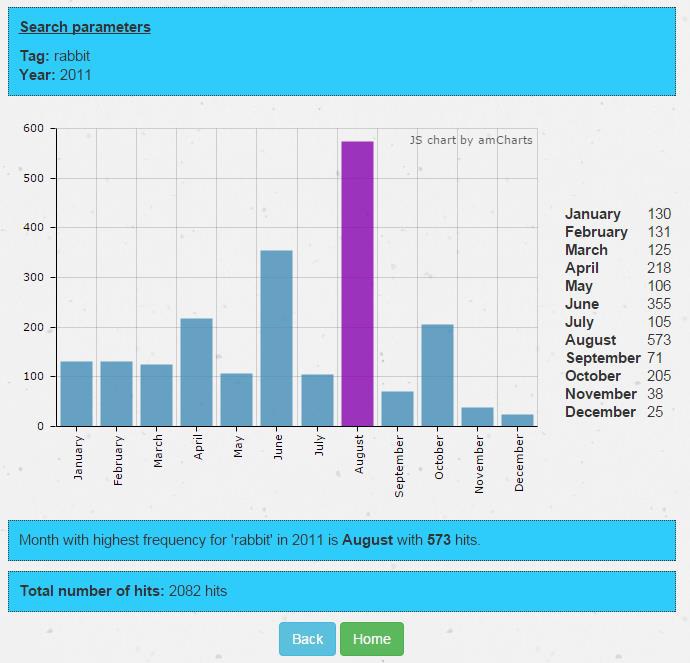 Search parameters
Tag: rabbit
Year: 2011
JS chart by amCharts
600
500
400
300
200
100
0
January
February
March
April
May
June
July
August
September
October
November
December
January 130
February 131
March 125
April 218
May 106
June 355
July 105
August 573
September 71
October 205
November 38
December 25
Month with highest frequency for 'rabbit' in 2011 is August with 573 hits.
Total number of hits: 2082 hits
Back Home